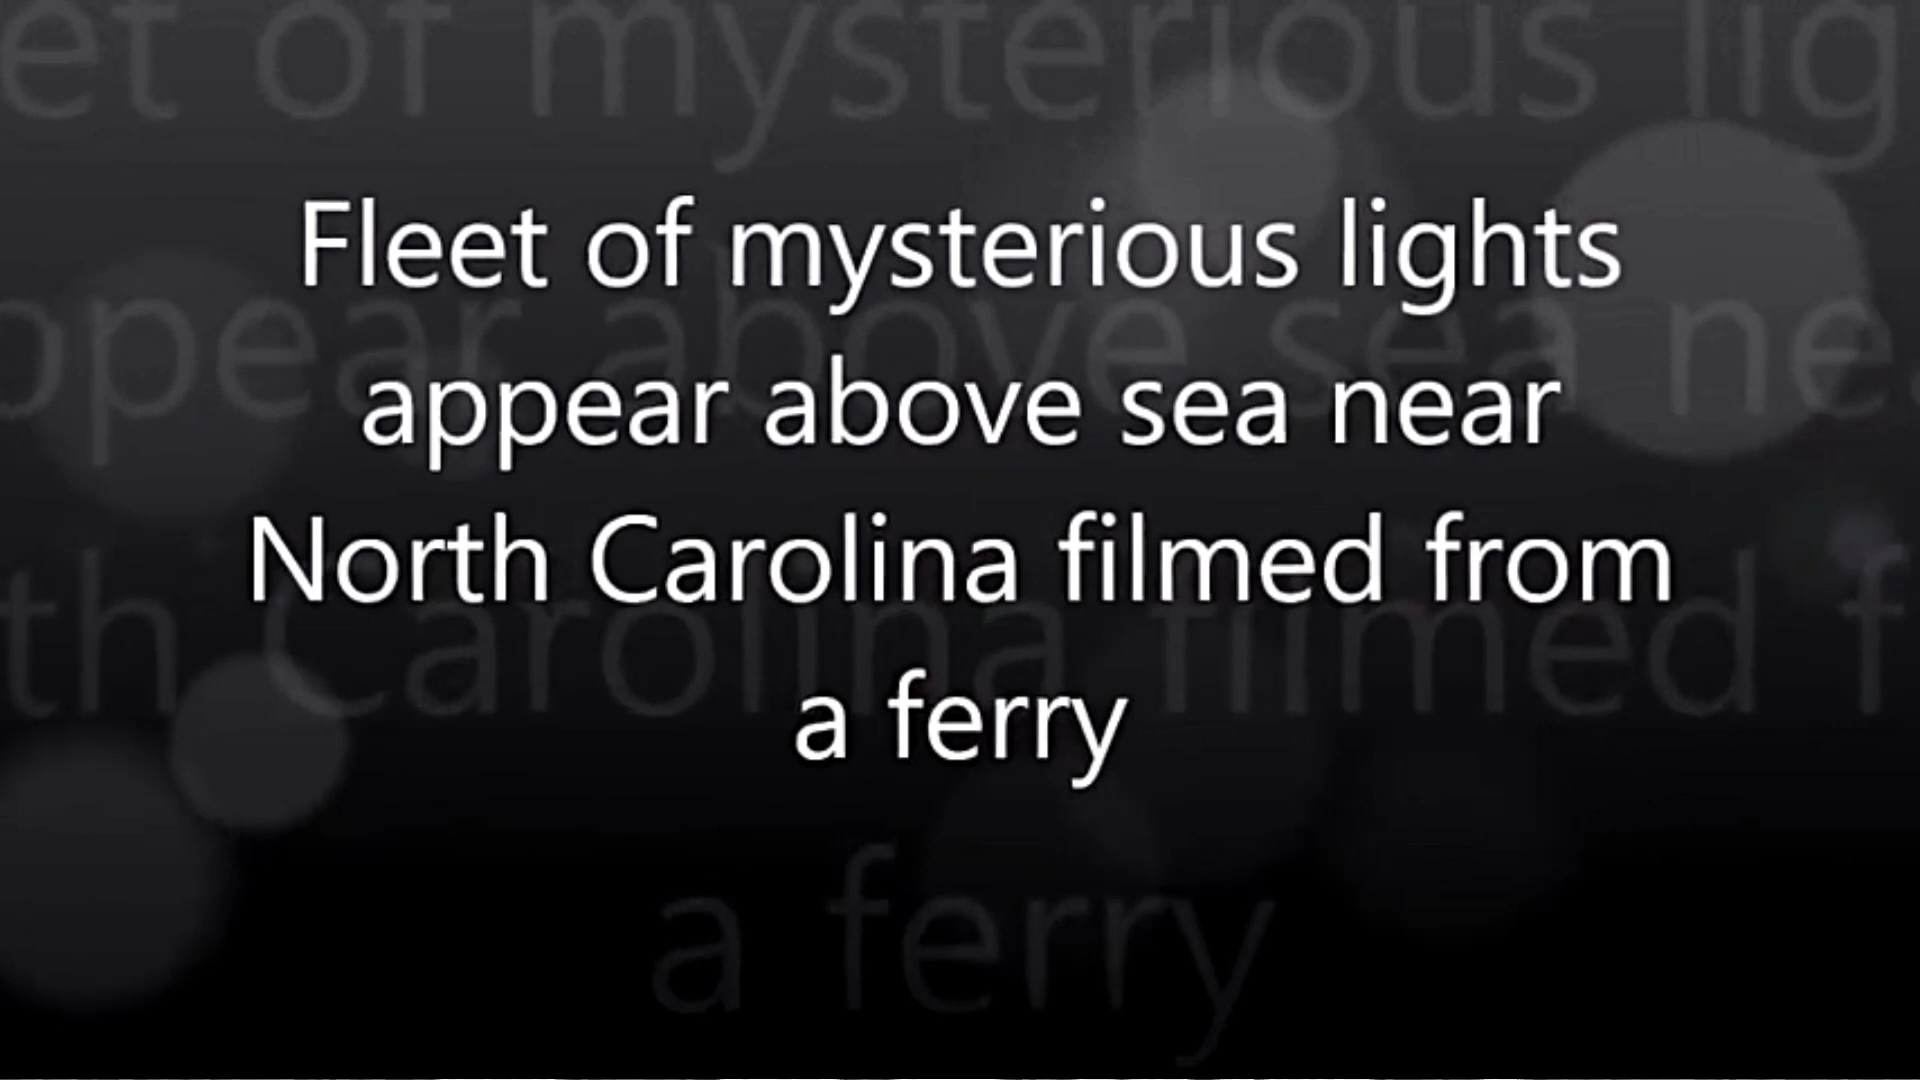 Fleet of mysterious lights
appear above sea near
North Carolina filmed from
a ferry